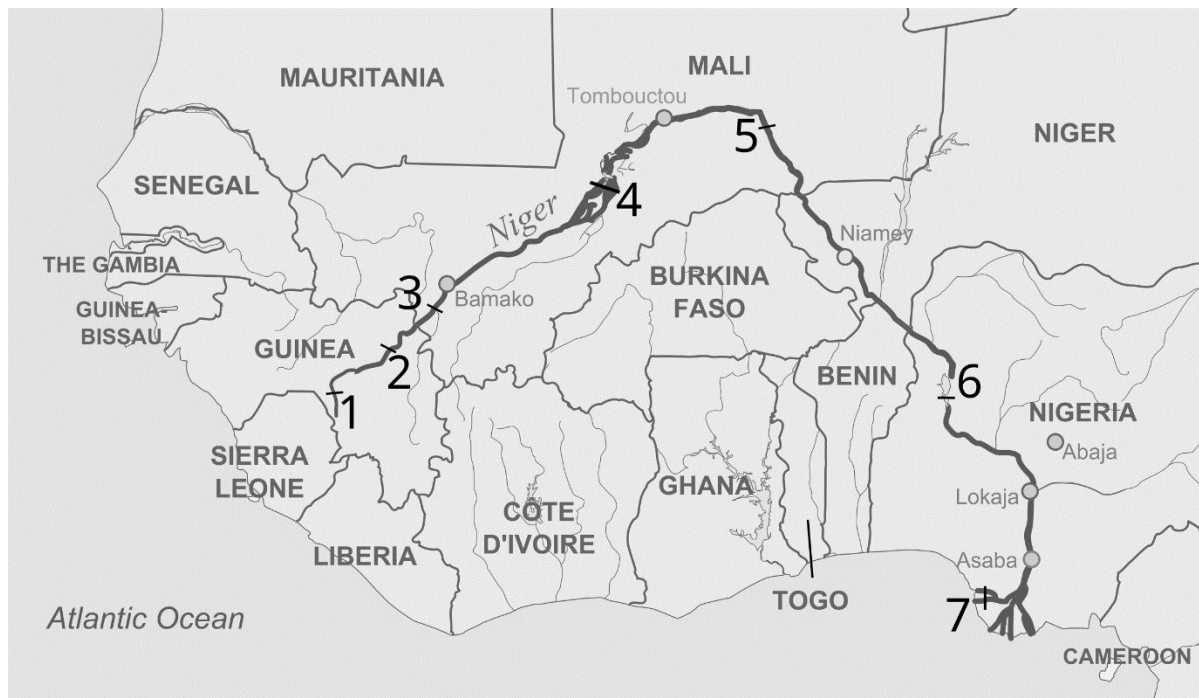 MALI
MAURITANIA
Tombouctou
5
NIGER
SENEGAL
4
Niger
Niamey
THE GAMBIA
BURKINA
FASO
3
Bamako
GUINEA-
BISSAU
GUINEA
2
BENIN
6
1
NIGERIA
Abaja
SIERRA
LEONE
GHANA
Lokaja
CÔTE
D'IVOIRE
LIBERIA
Asaba
TOGO
7
Atlantic Ocean
CAMEROON